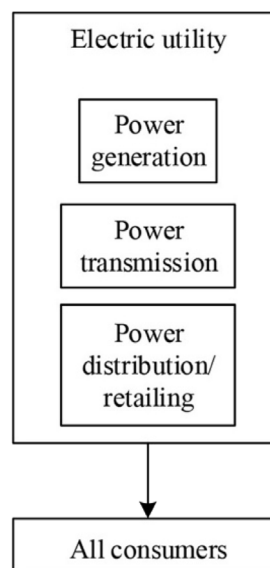 Electric utility
Power
generation
Power
transmission
Power
distribution/
retailing
All consumers